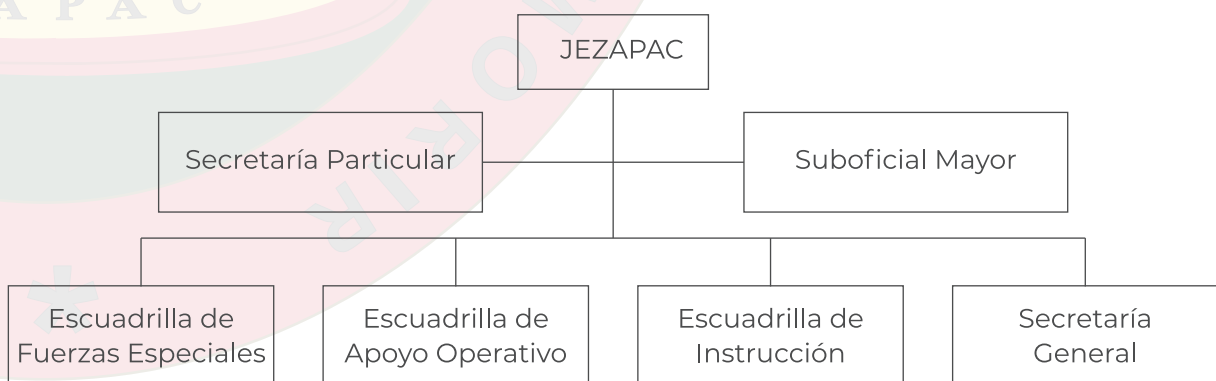 A P A C
M O R I R
JEZAPAC
Secretaría Particular
Suboficial Mayor
Escuadrilla de
Fuerzas Especiales
Escuadrilla de
Apoyo Operativo
Escuadrilla de
Instrucción
Secretaría
General